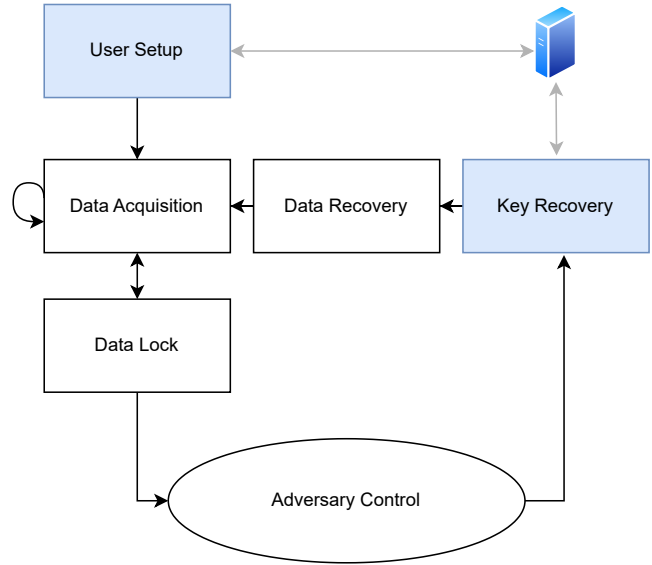 User Setup
Data Acquisition
Data Recovery
Key Recovery
Data Lock
Adversary Control